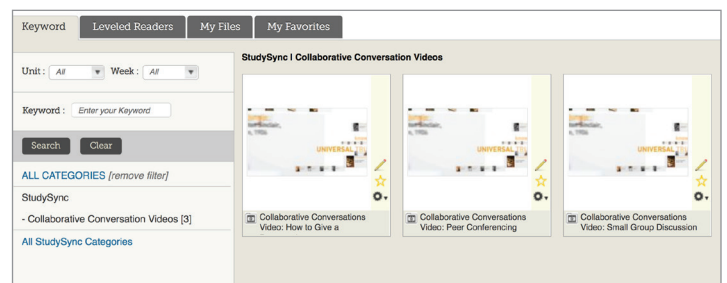 Keyword
Leveled Readers
My Files
My Favorites
Unit : All Week : All
Keyword : Enter your Keyword
Search Clear
ALL CATEGORIES [remove filter]
StudySync
- Collaborative Conversation Videos [3]
All StudySync Categories
StudySync | Collaborative Conversation Videos
UNIVERSAL
Collaborative Conversations
Video: How to Give a
UNIVERSAL
Collaborative Conversations
Video: Peer Conferencing
UNIVERSAL
Collaborative Conversations
Video: Small Group Discussion